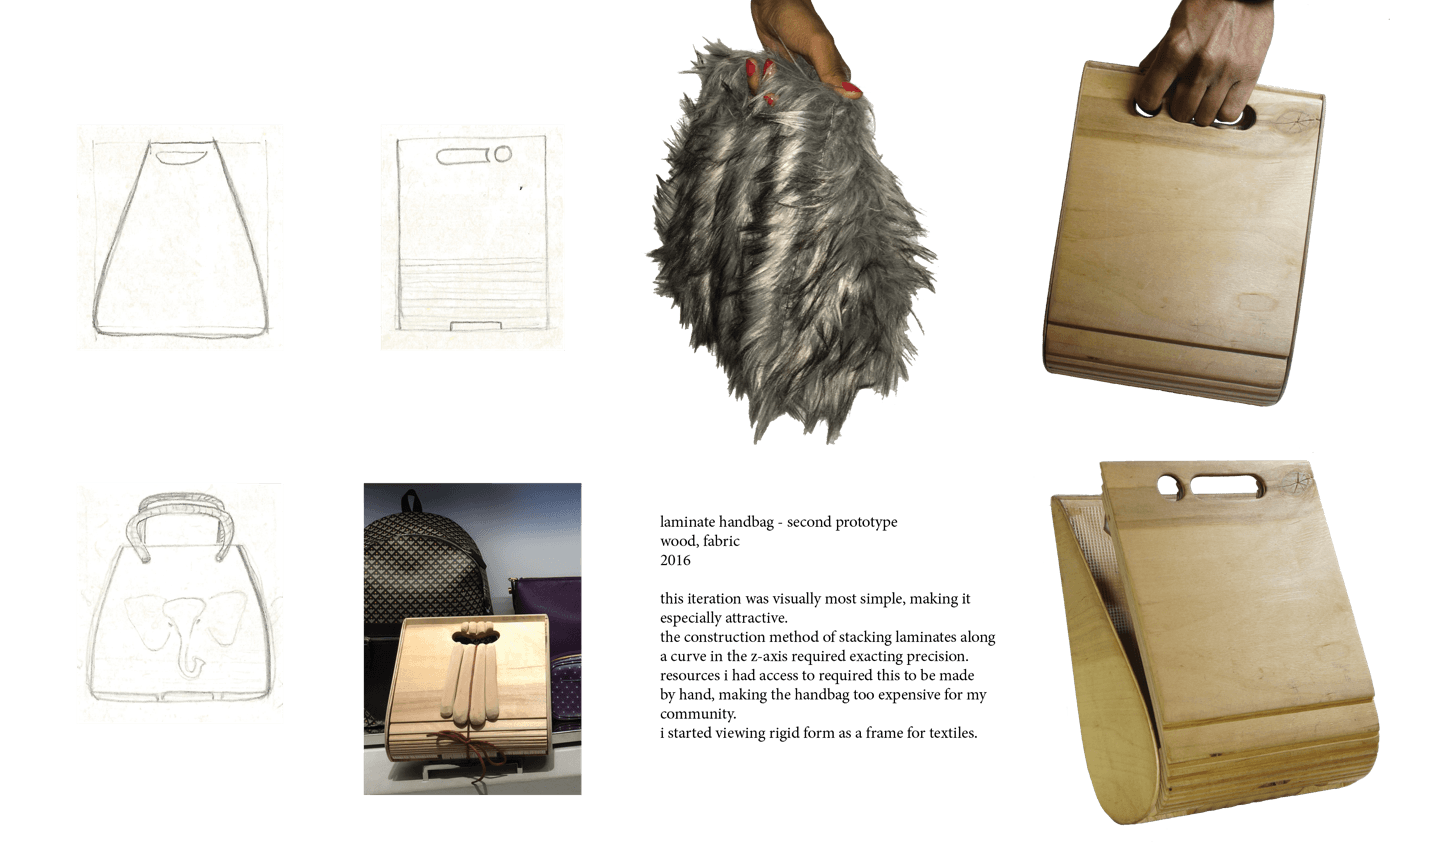 laminate handbag - second prototype
wood, fabric
2016
this iteration was visually most simple, making it
especially attractive.
the construction method of stacking laminates along
a curve in the z-axis required exacting precision.
resources i had access to required this to be made
by hand, making the handbag too expensive for my
community.
i started viewing rigid form as a frame for textiles.